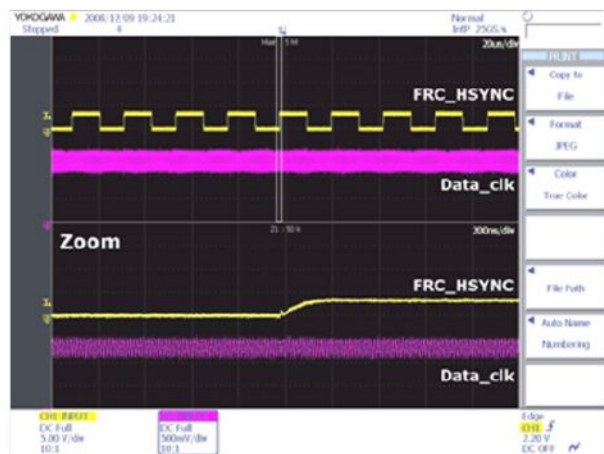 YOKOGAWA 2008/12/09 19:24:21
Stopped 4
Normal
IntP 25GS/s
20us/div
FRC_HSYNC
Data_clk
Zoom
200ns/div
FRC_HSYNC
Data_clk
Copy to
File
Format
JPEG
Color
True Color
File Path
Auto Name
Numbering
CH1 INPUT
DC Full
5.00 V/div
10:1
DC Full
500mV/div
10:1
Edge
CH1
2.20 V
DC OFF